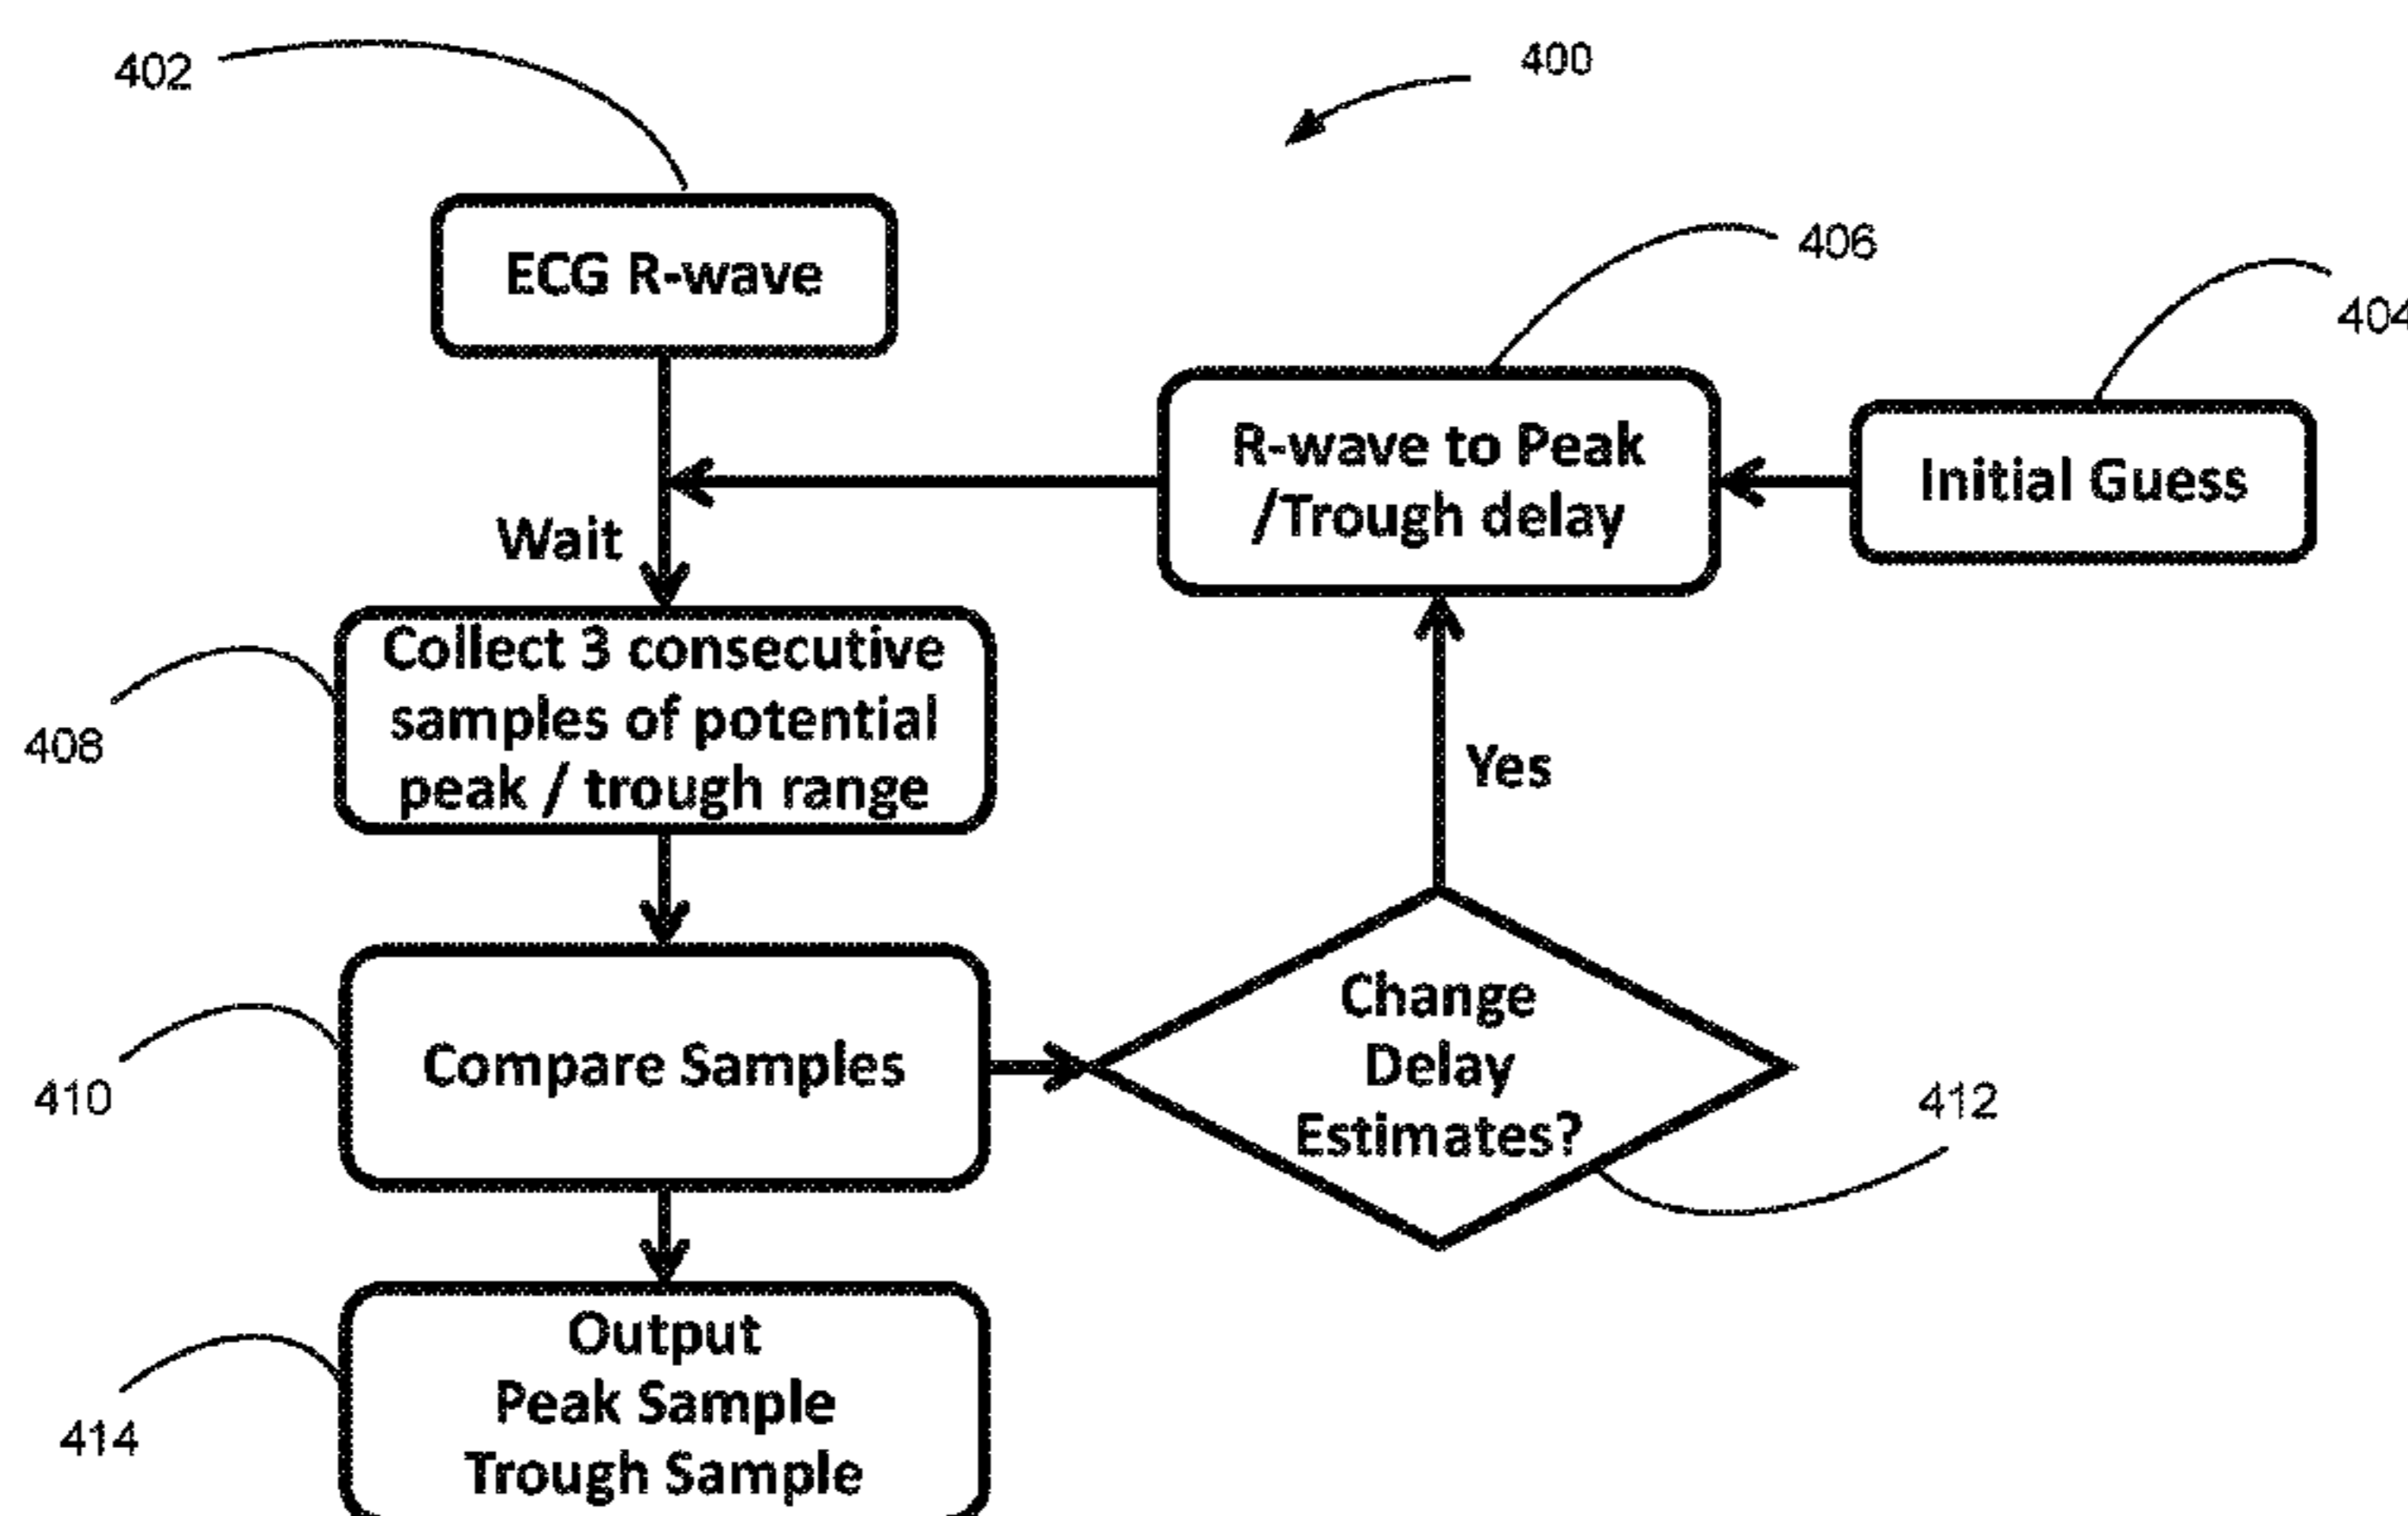 402
400
ECG R-wave
406
404
R-wave to Peak
/Trough delay
Initial Guess
Wait
Collect 3 consecutive
samples of potential
peak / trough range
408
Yes
Compare Samples
410
Change
Delay
Estimates?
412
Output
Peak Sample
Trough Sample
414